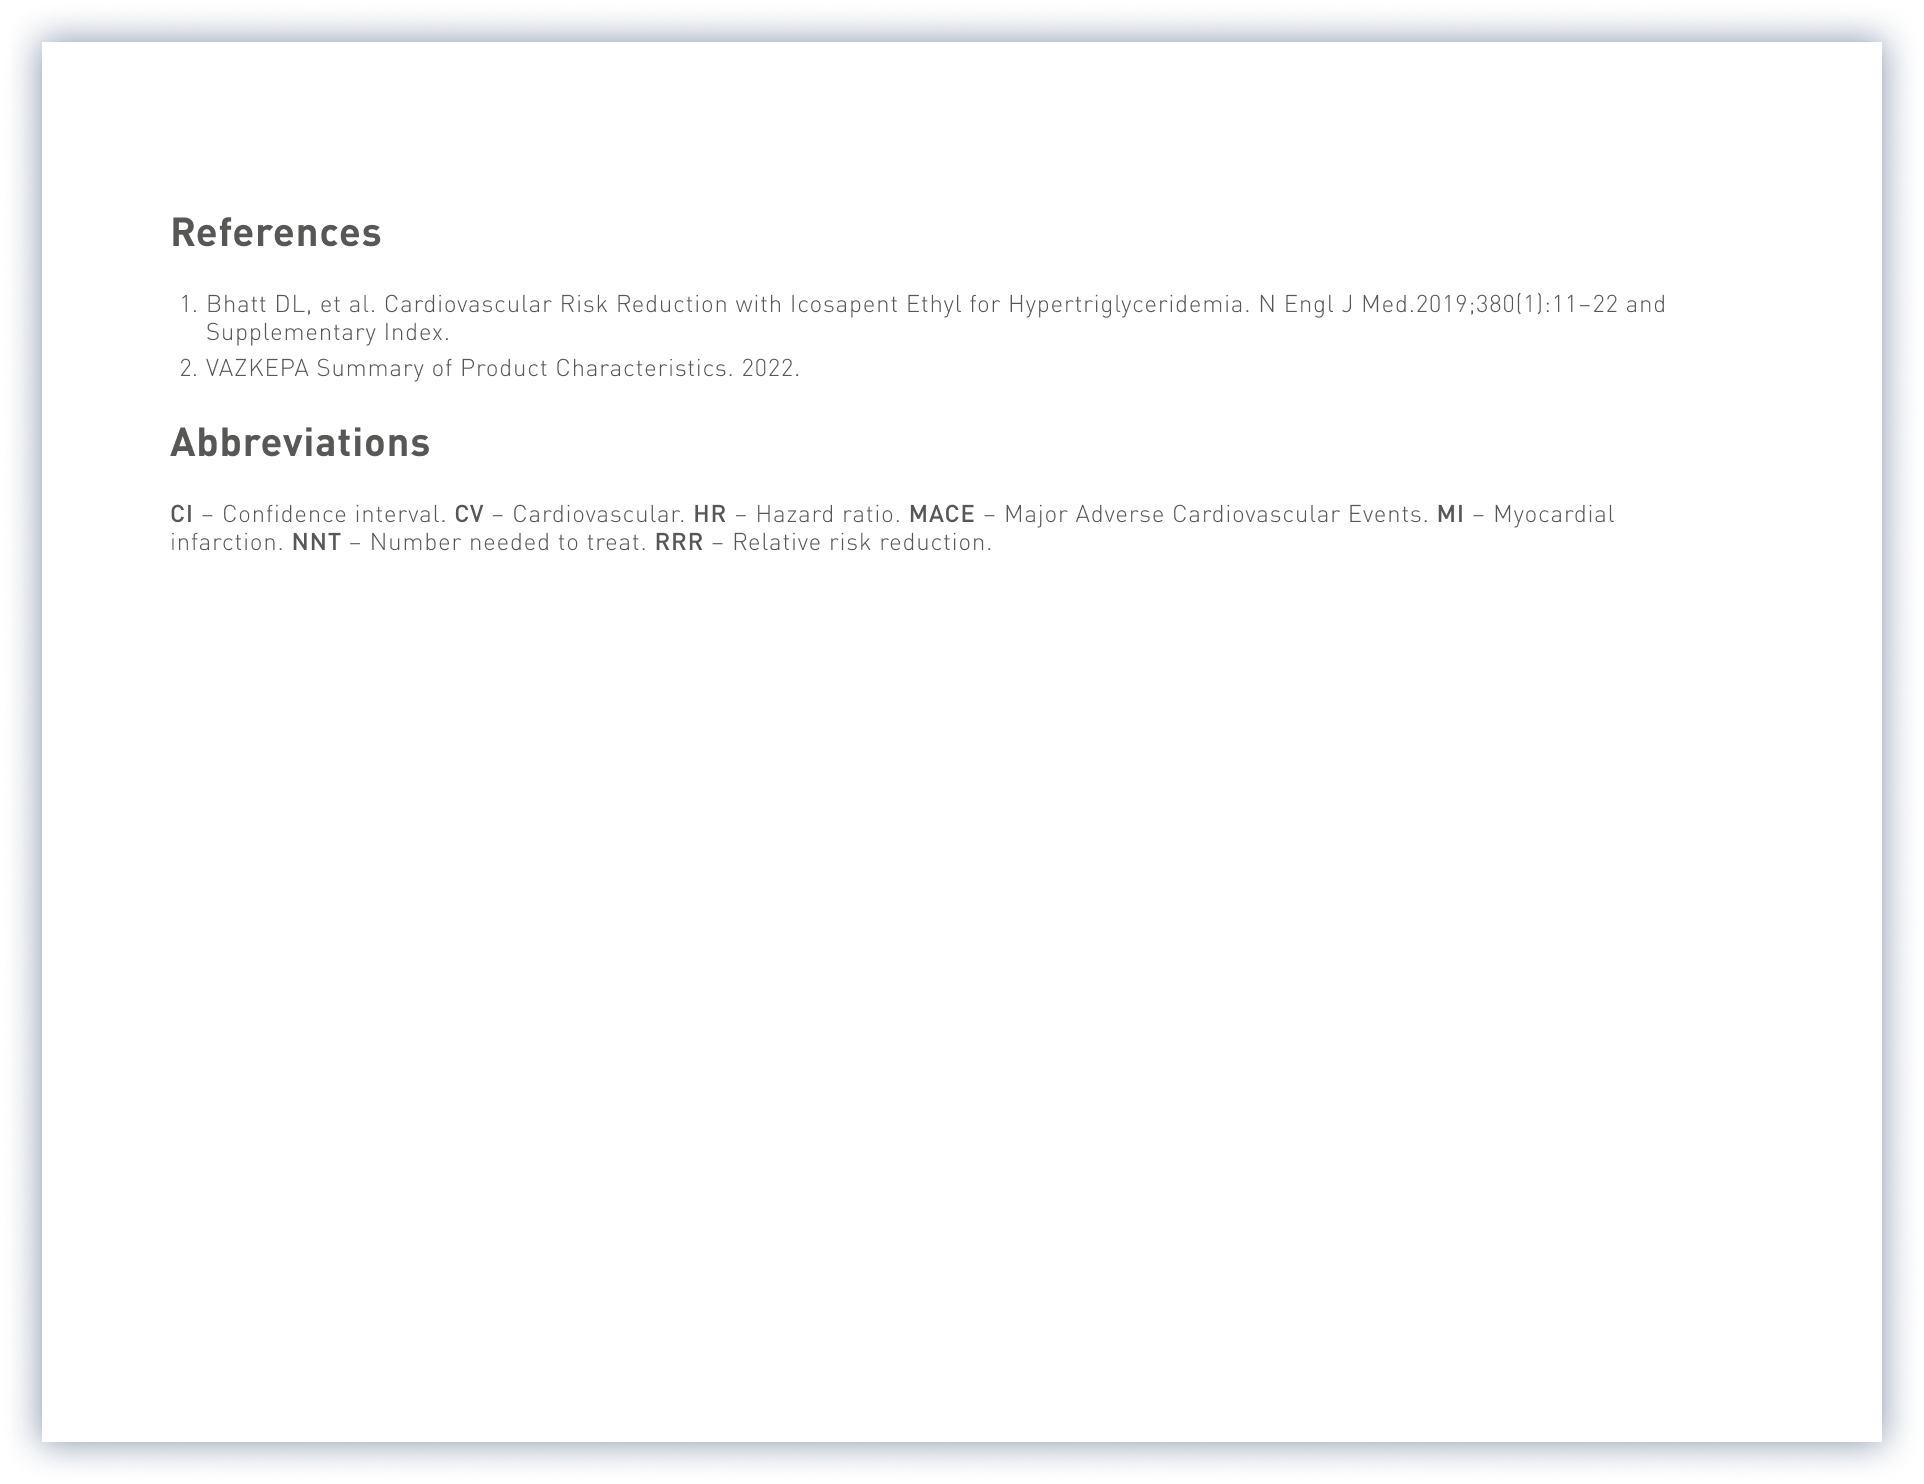 References
1. Bhatt DL, et al. Cardiovascular Risk Reduction with Icosapent Ethyl for Hypertriglyceridemia. N Engl J Med.2019;380(1):11–22 and
Supplementary Index.
2. VAZKEPA Summary of Product Characteristics. 2022.
Abbreviations
CI – Confidence interval. CV – Cardiovascular. HR – Hazard ratio. MACE – Major Adverse Cardiovascular Events. MI – Myocardial
infarction. NNT – Number needed to treat. RRR – Relative risk reduction.